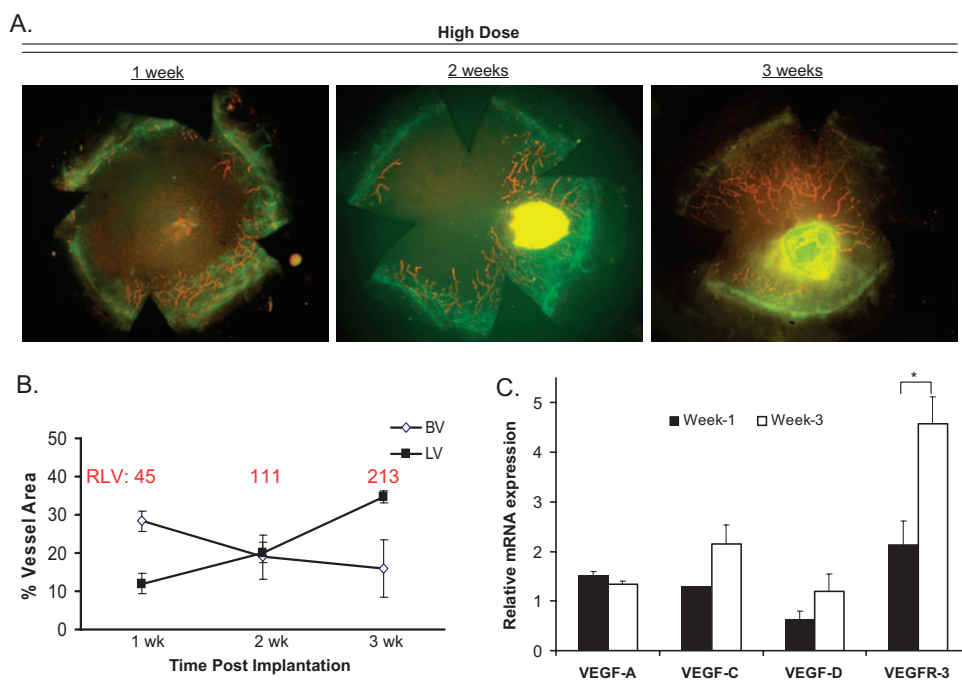 A.
High Dose
1 week
2 weeks
3 weeks
B.
BV
LV
50
40
30
20
10
0
% Vessel Area
RLV: 45
111
213
1 wk
2 wk
3 wk
Time Post Implantation
C.
*
Week-1
Week-3
5
4
3
2
1
0
Relative mRNA expression
VEGF-A
VEGF-C
VEGF-D
VEGFR-3